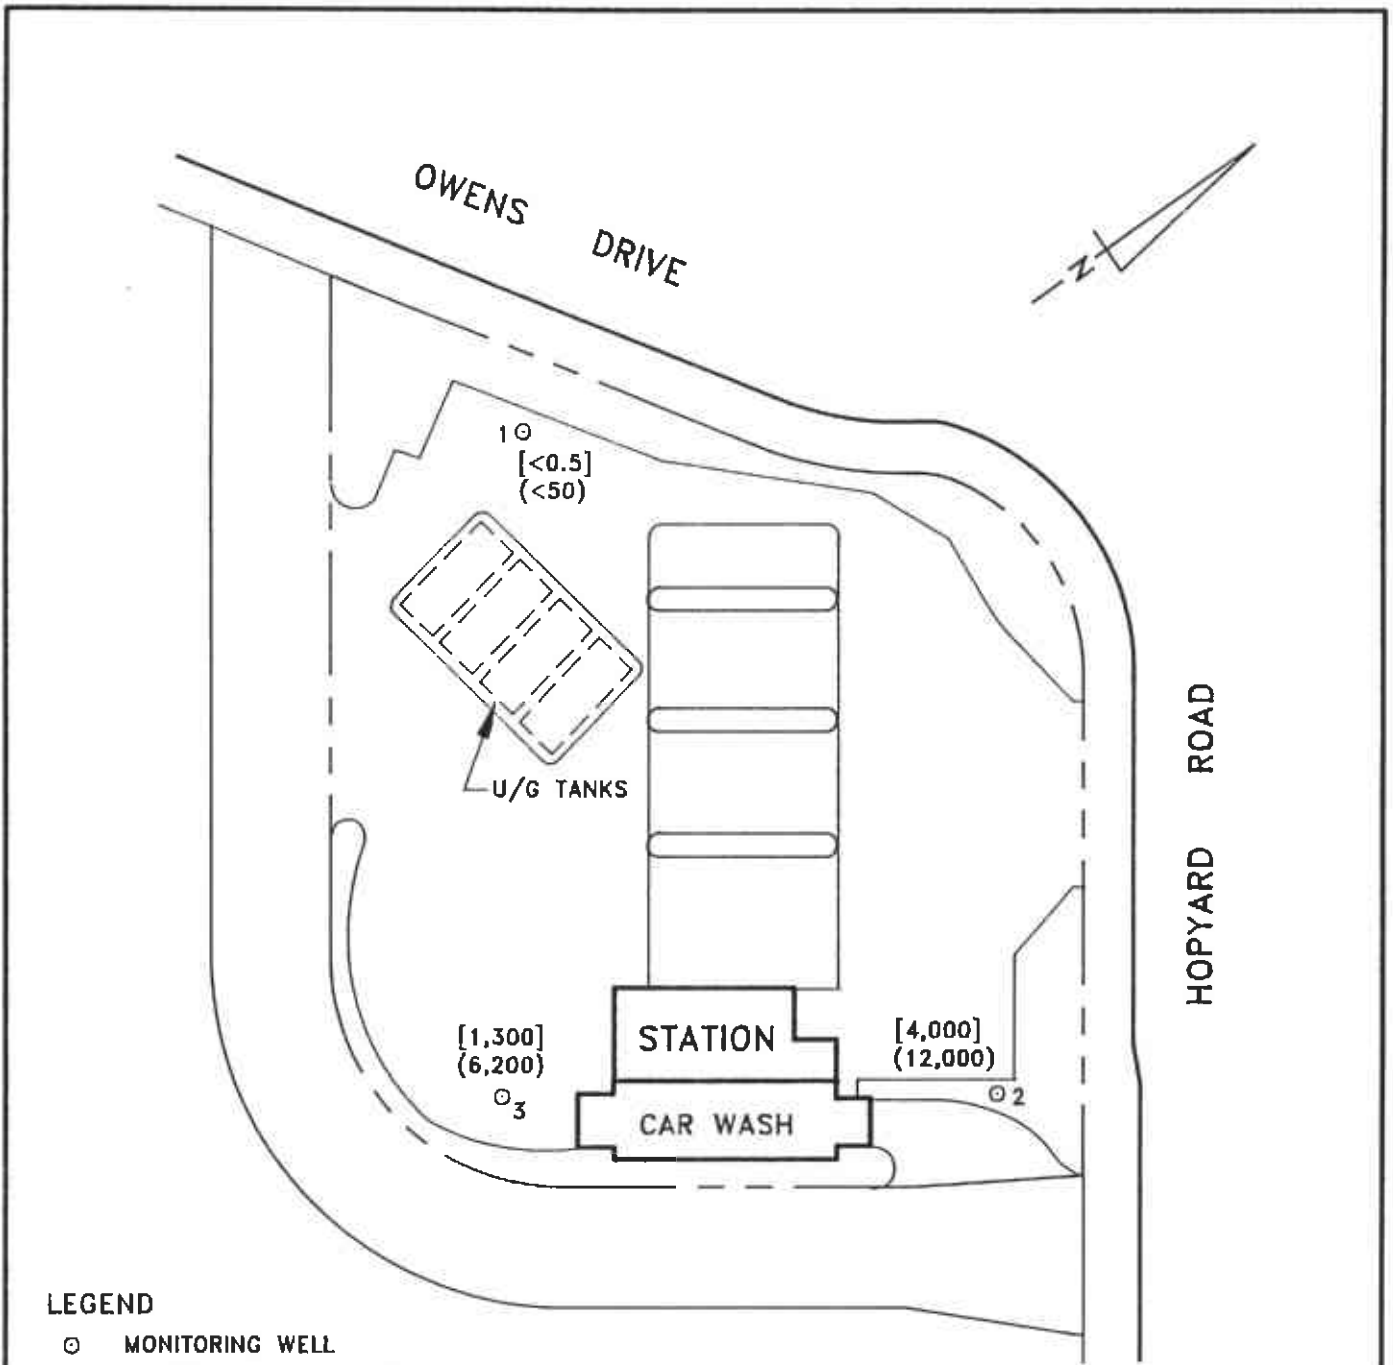 OWENS DRIVE
N
1
[<0.5]
(<50)
U/G TANKS
HOPYARD ROAD
[1,300]
(6,200)
3
STATION
CAR WASH
[4,000]
(12,000)
2
LEGEND
MONITORING WELL